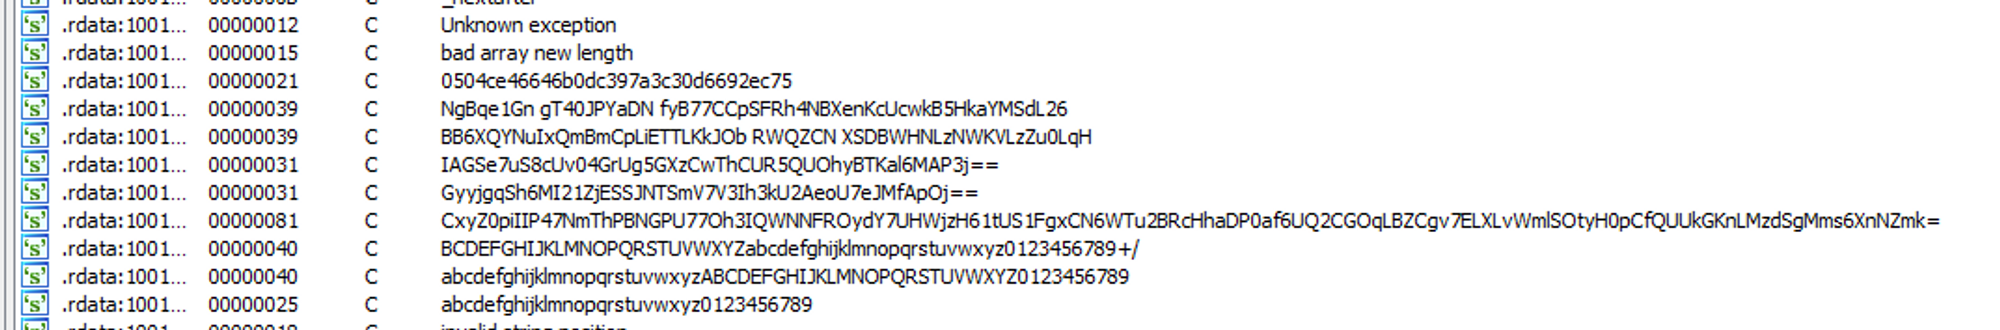 's' .rdata:1001... 00000012 C Unknown exception
's' .rdata:1001... 00000015 C bad array new length
's' .rdata:1001... 00000021 C 0504ce46646b0dc397a3c30d6692ec75
's' .rdata:1001... 00000039 C NgBqe1Gn gT40JPYaDN fyB77CCpSFRh4NBXenKcUcwkB5HkaYMSdL26
's' .rdata:1001... 00000039 C BB6XQYNuIxQmBmCpLiETTLKkJOb RWQZCN XSDBWHNLzNWKVLzZu0LqH
's' .rdata:1001... 00000031 C IAGSe7uS8cUv04GrUg5GXzCwThCUR5QUOhyBTKal6MAP3j==
's' .rdata:1001... 00000031 C GyyjgqSh6MI21ZjESSJNTSmV7V3Ih3kU2AeoU7eJMfApOj==
's' .rdata:1001... 00000081 C CxyZ0piIIP47NmThPBNGPU77Oh3IQWNNFROydY7UHWjzH61tUS1FgxCN6WTu2BRcHhaDP0af6UQ2CGOqLBZCgv7ELXLvWmlSOtyH0pCfQUUkGKnLMzdSgMms6XnNZmk=
's' .rdata:1001... 00000040 C BCDEFGHIJKLMNOPQRSTUVWXYZabcdefghijklmnopqrstuvwxyz0123456789+/
's' .rdata:1001... 00000040 C abcdefghijklmnopqrstuvwxyzABCDEFGHIJKLMNOPQRSTUVWXYZ0123456789
's' .rdata:1001... 00000025 C abcdefghijklmnopqrstuvwxyz0123456789